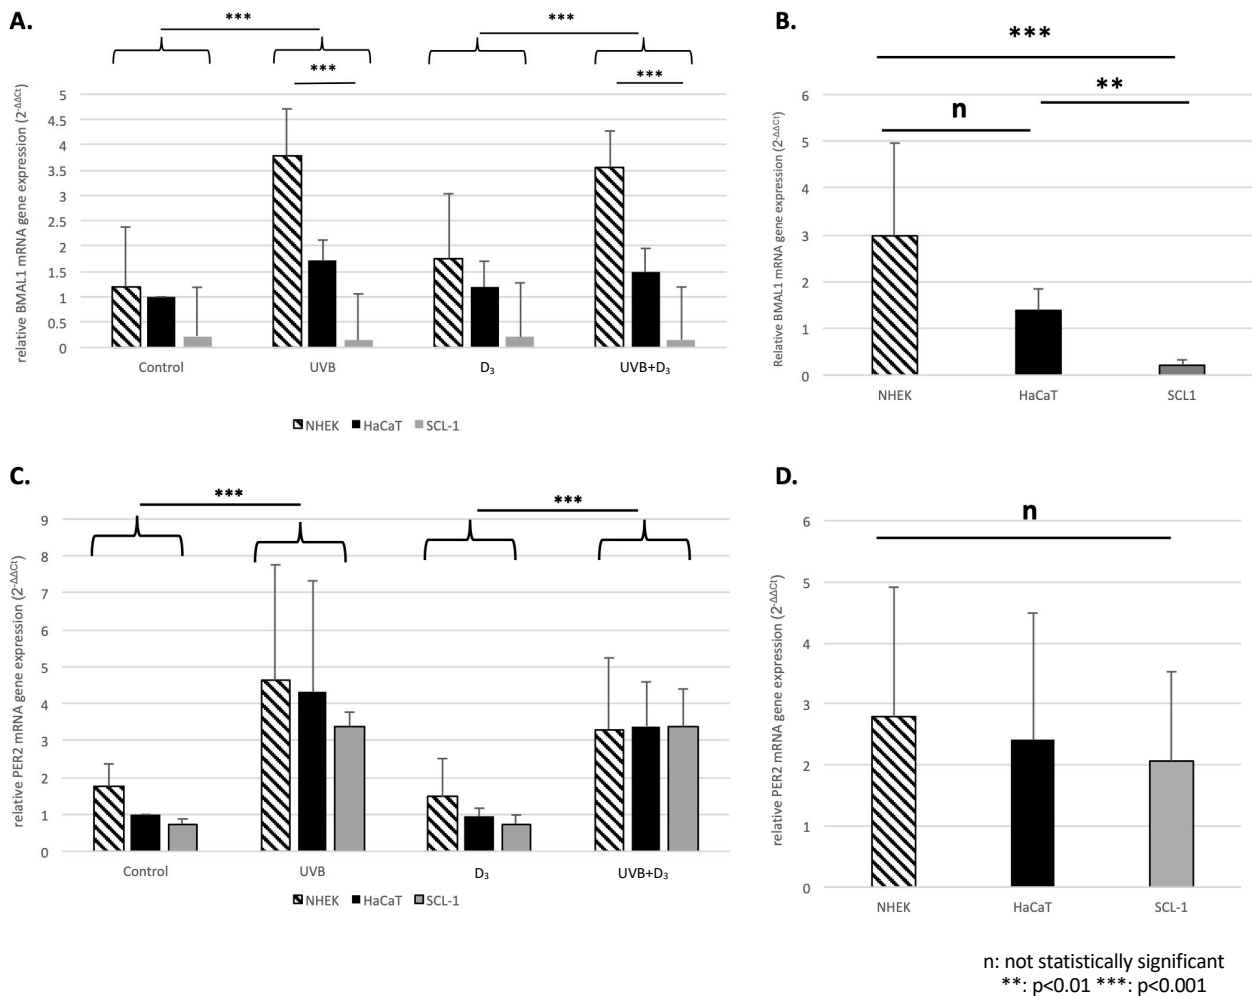 A.
***
***
***
***
relative BMAL1 mRNA gene expression (2-ΔΔCt)
5
4.5
4
3.5
3
2.5
2
1.5
1
0.5
0
Control
UVB
D3
UVB+D3
NHEK HaCaT SCL-1
B.
***
**
n
Relative BMAL1 mRNA gene expression (2-ΔΔCt)
6
5
4
3
2
1
0
NHEK
HaCaT
SCL1
C.
***
***
relative PER2 mRNA gene expression (2-ΔΔCt)
9
8
7
6
5
4
3
2
1
0
Control
UVB
D3
UVB+D3
NHEK HaCaT SCL-1
D.
n
relative PER2 mRNA gene expression (2-ΔΔCt)
6
5
4
3
2
1
0
NHEK
HaCaT
SCL-1
n: not statistically significant
**: p<0.01 ***: p<0.001